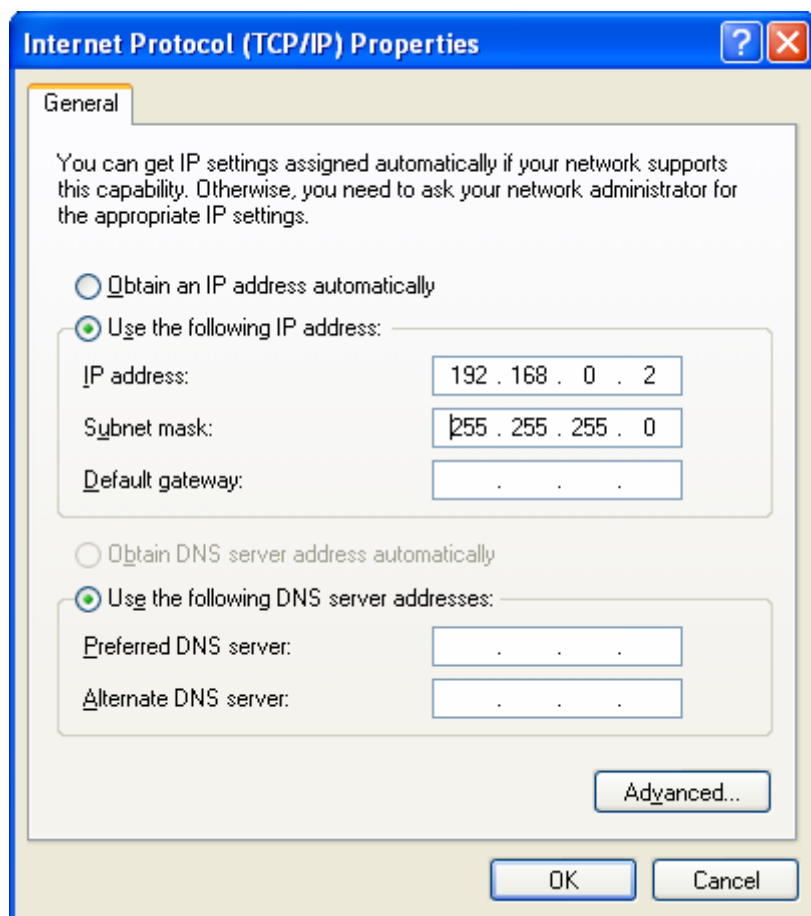 Internet Protocol (TCP/IP) Properties
General
You can get IP settings assigned automatically if your network supports
this capability. Otherwise, you need to ask your network administrator for
the appropriate IP settings.
Obtain an IP address automatically
Use the following IP address:
IP address: 192 . 168 . 0 . 2
Subnet mask: 255 . 255 . 255 . 0
Default gateway: . . .
Obtain DNS server address automatically
Use the following DNS server addresses:
Preferred DNS server: . . .
Alternate DNS server: . . .
Advanced...
OK Cancel